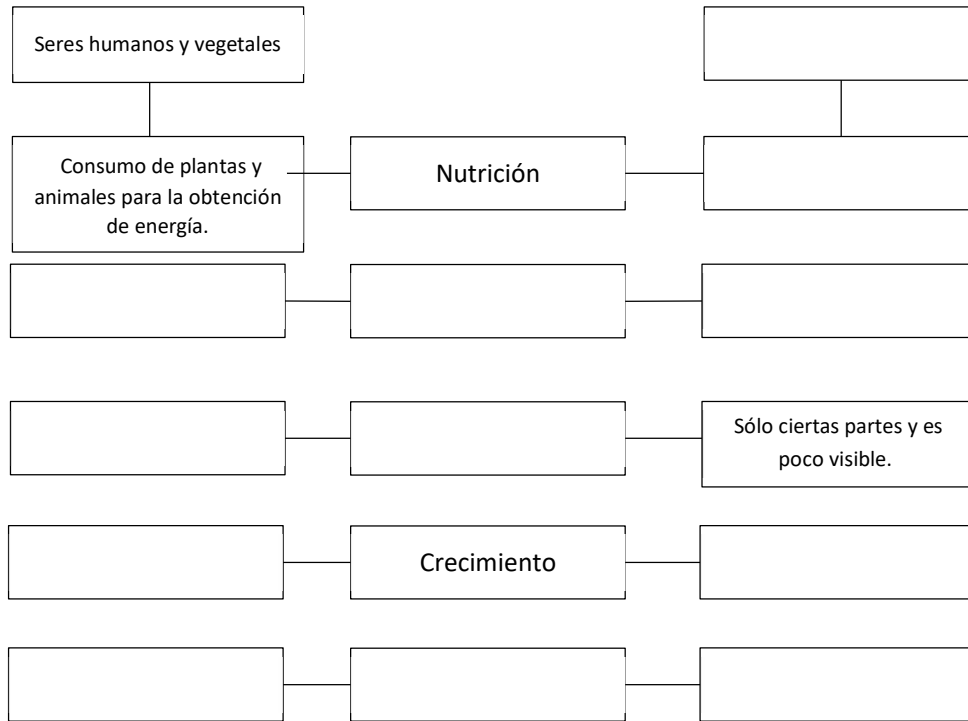 Seres humanos y vegetales
Consumo de plantas y
animales para la obtención
de energía.
Nutrición
Sólo ciertas partes y es
poco visible.
Crecimiento